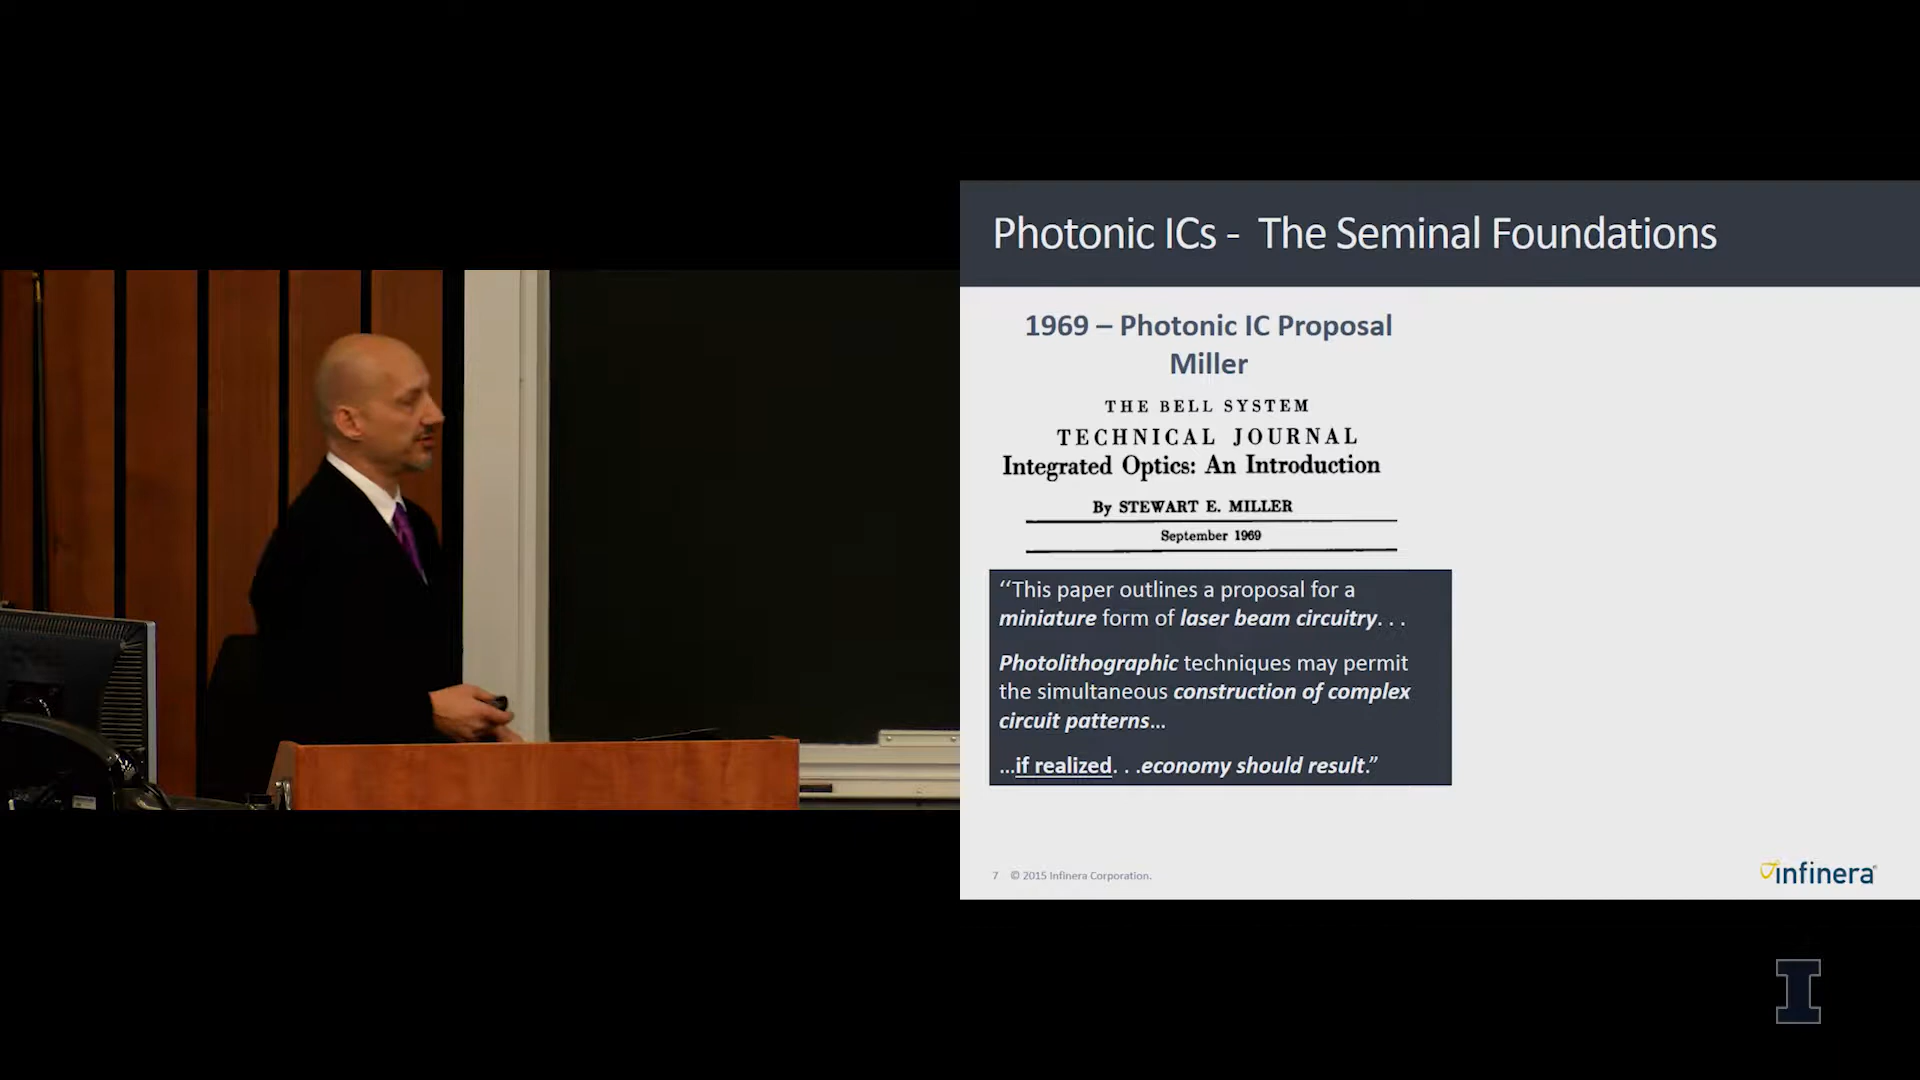 Photonic ICs - The Seminal Foundations
1969 – Photonic IC Proposal
Miller
THE BELL SYSTEM
TECHNICAL JOURNAL
Integrated Optics: An Introduction
By STEWART E. MILLER
September 1969
“This paper outlines a proposal for a
miniature form of laser beam circuitry. . .
Photolithographic techniques may permit
the simultaneous construction of complex
circuit patterns...
...if realized. . .economy should result.”
7 © 2015 Infinera Corporation.
infinera
I